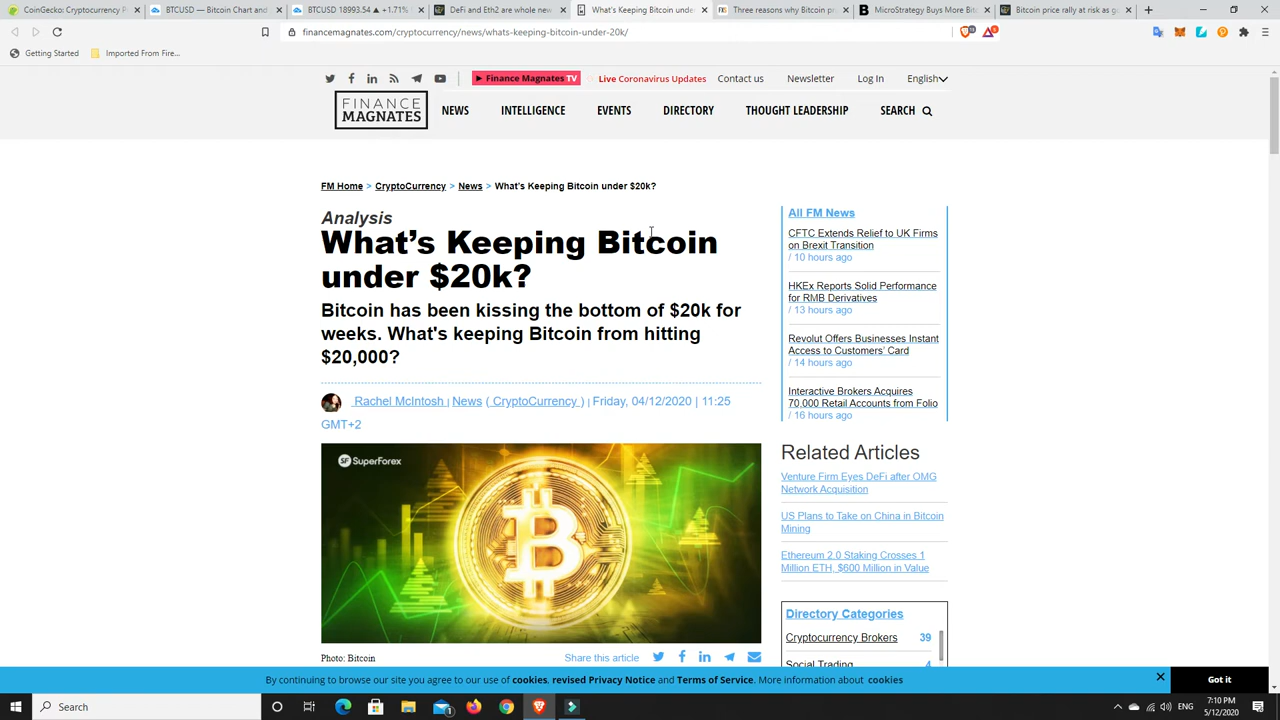 CoinGecko: Cryptocurrency P
BTCUSD — Bitcoin Chart and
BTCUSD 18993.54 ▲ +1.71%
DeFi and Eth2 are whole new
What's Keeping Bitcoin unde
Three reasons why Bitcoin pr
MicroStrategy Buys More Bit
Bitcoin price rally at risk as g
financemagnates.com/cryptocurrency/news/whats-keeping-bitcoin-under-20k/
Getting Started
Imported From Fire...
Finance Magnates TV
Live Coronavirus Updates
Contact us
Newsletter
Log In
English
FINANCE
MAGNATES
NEWS
INTELLIGENCE
EVENTS
DIRECTORY
THOUGHT LEADERSHIP
SEARCH
FM Home > CryptoCurrency > News > What's Keeping Bitcoin under $20k?
Analysis
What's Keeping Bitcoin
under $20k?
Bitcoin has been kissing the bottom of $20k for
weeks. What's keeping Bitcoin from hitting
$20,000?
Rachel McIntosh | News ( CryptoCurrency ) | Friday, 04/12/2020 | 11:25
GMT+2
SF SuperForex
Photo: Bitcoin
Share this article
All FM News
CFTC Extends Relief to UK Firms
on Brexit Transition
/ 10 hours ago
HKEx Reports Solid Performance
for RMB Derivatives
/ 13 hours ago
Revolut Offers Businesses Instant
Access to Customers' Card
/ 14 hours ago
Interactive Brokers Acquires
70,000 Retail Accounts from Folio
/ 16 hours ago
Related Articles
Venture Firm Eyes DeFi after OMG
Network Acquisition
US Plans to Take on China in Bitcoin
Mining
Ethereum 2.0 Staking Crosses 1
Million ETH, $600 Million in Value
Directory Categories
Cryptocurrency Brokers 39
Social Trading 4
By continuing to browse our site you agree to our use of cookies, revised Privacy Notice and Terms of Service. More information about cookies
Got it
Search
ENG
7:10 PM
5/12/2020